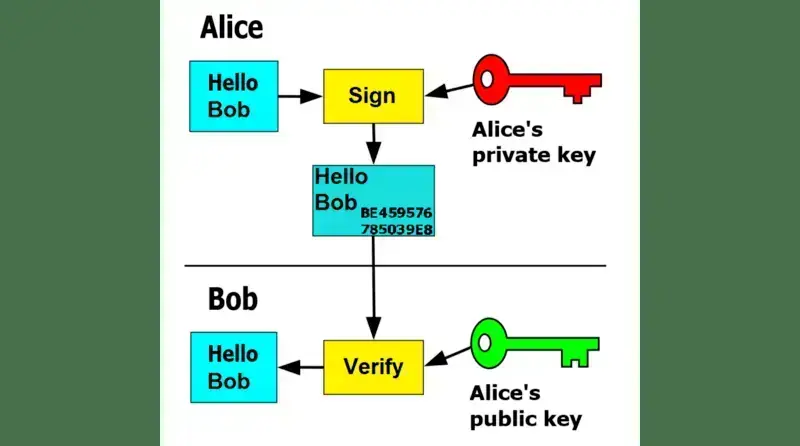 Alice
Hello
Bob
Sign
Alice's
private key
Hello
Bob
BE459576
785039E8
Bob
Hello
Bob
Verify
Alice's
public key